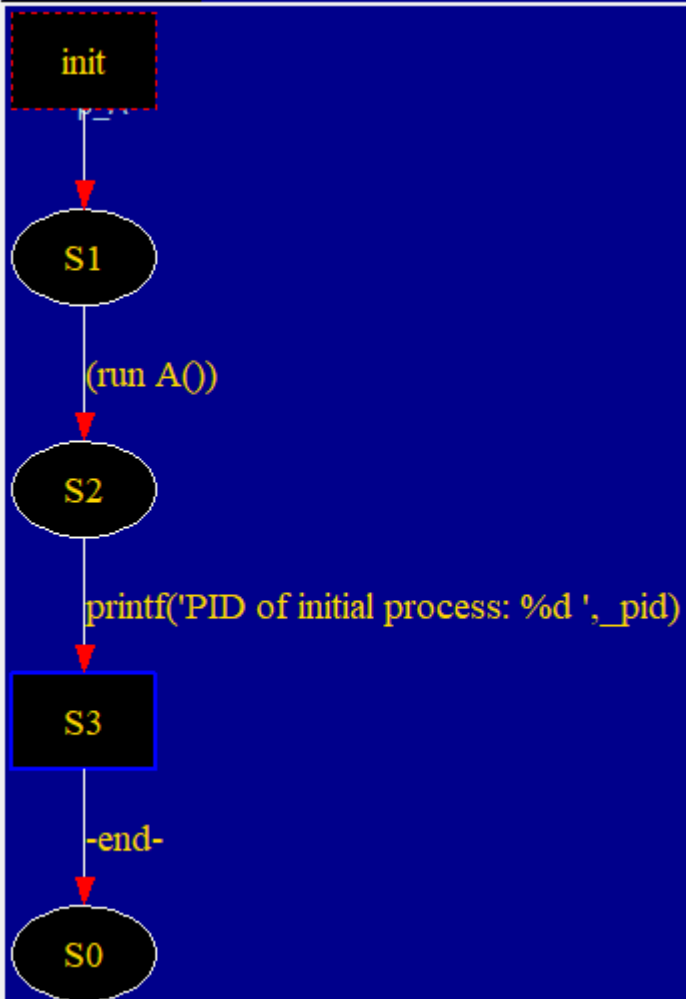 init
S1
(run A())
S2
printf('PID of initial process: %d ',_pid)
S3
-end-
S0